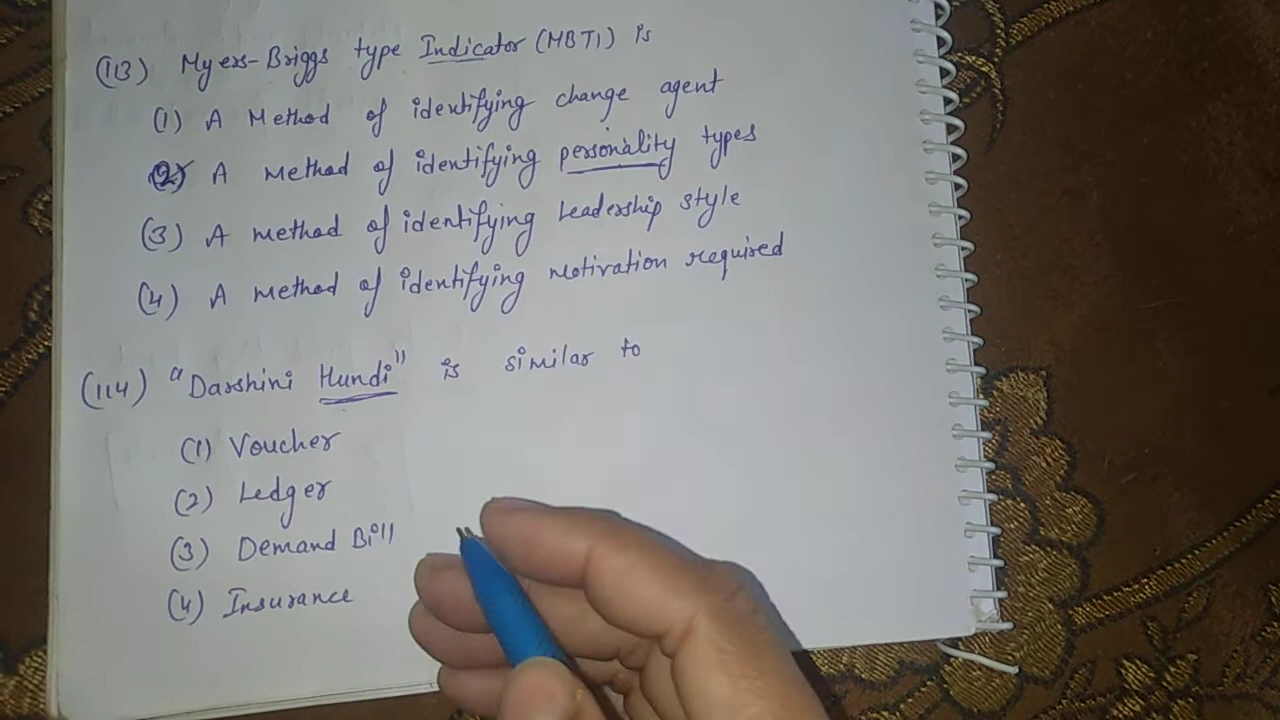 (113) Myers-Briggs type Indicator (MBTI) is
(1) A Method of identifying change agent
(2) A method of identifying personality types
(3) A method of identifying Leadership style
(4) A method of identifying motivation required
(114) "Darshini Hundi" is similar to
(1) Voucher
(2) Ledger
(3) Demand Bill
(4) Insurance